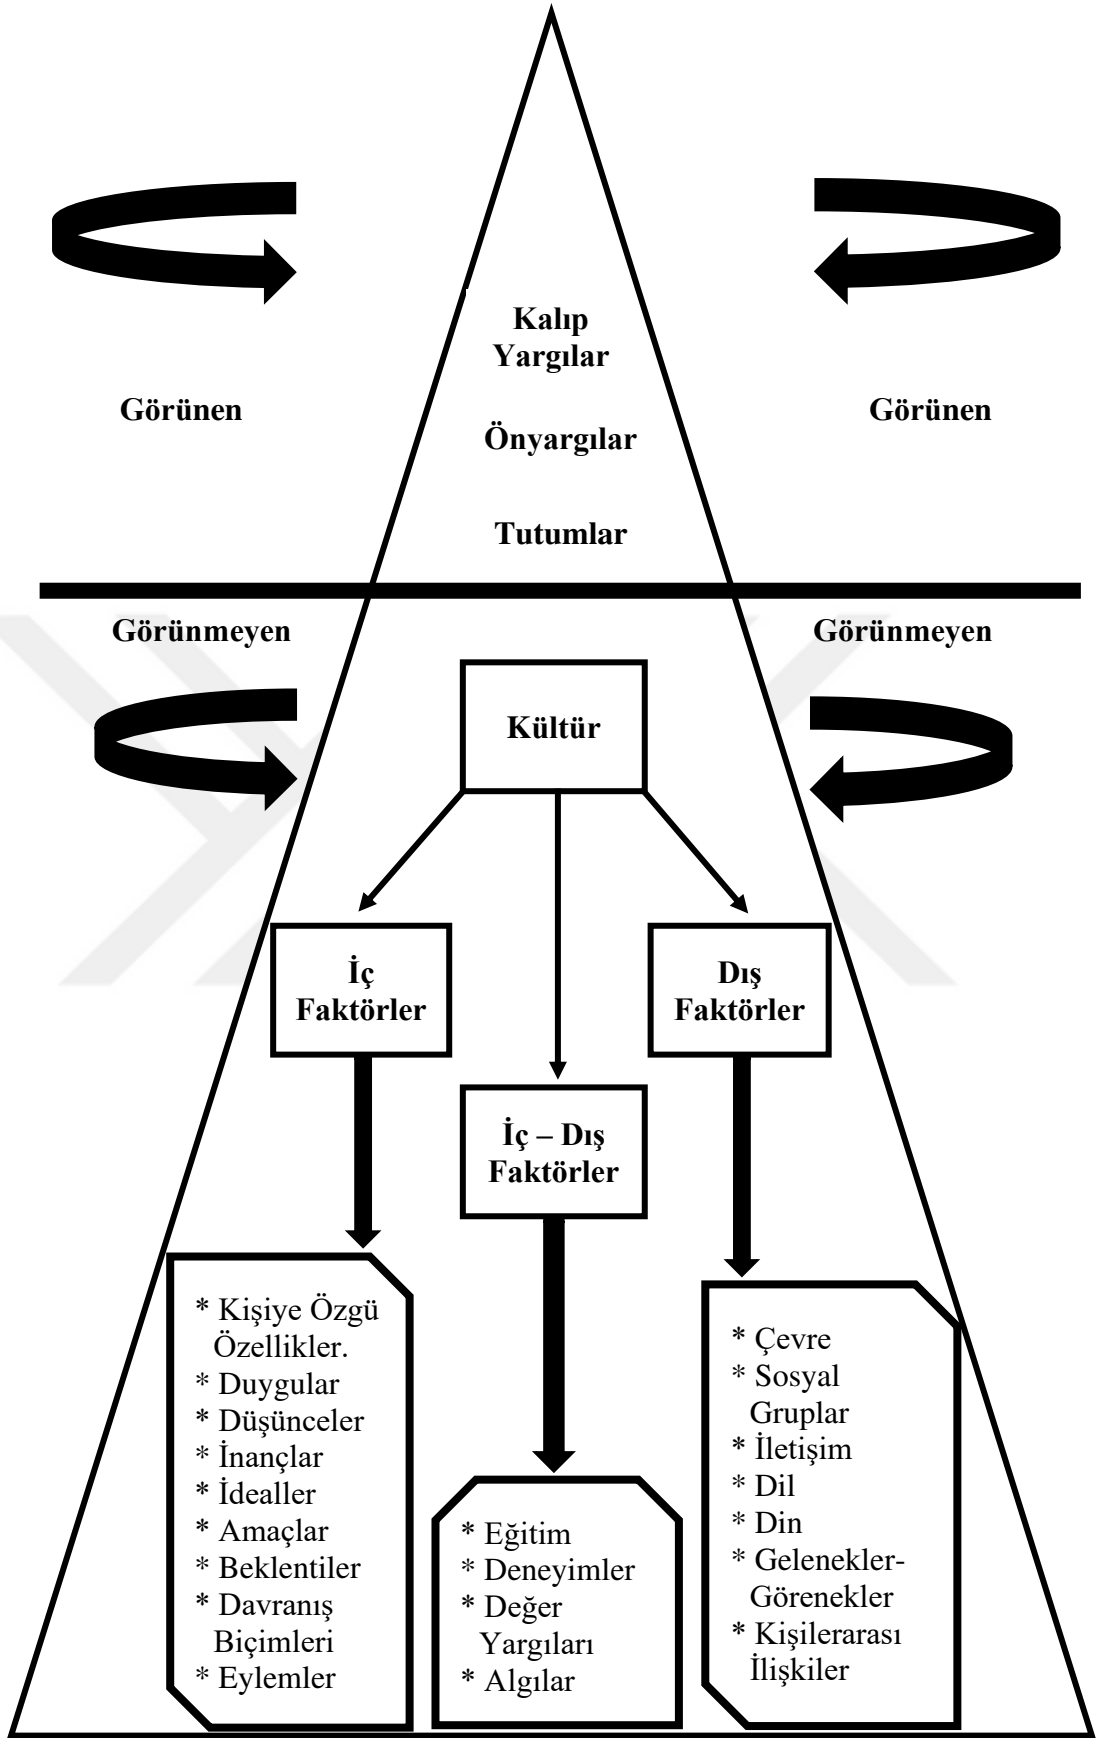 Kalıp
Yargılar
Görünen
Görünen
Önyargılar
Tutumlar
Görünmeyen
Görünmeyen
Kültür
İç
Faktörler
Dış
Faktörler
İç – Dış
Faktörler
* Kişiye Özgü
Özellikler.
* Duygular
* Düşünceler
* İnançlar
* İdealler
* Amaçlar
* Beklentiler
* Davranış
Biçimleri
* Eylemler
* Eğitim
* Deneyimler
* Değer
Yargıları
* Algılar
* Çevre
* Sosyal
Gruplar
* İletişim
* Dil
* Din
* Gelenekler-
Görenekler
* Kişilerarası
İlişkiler